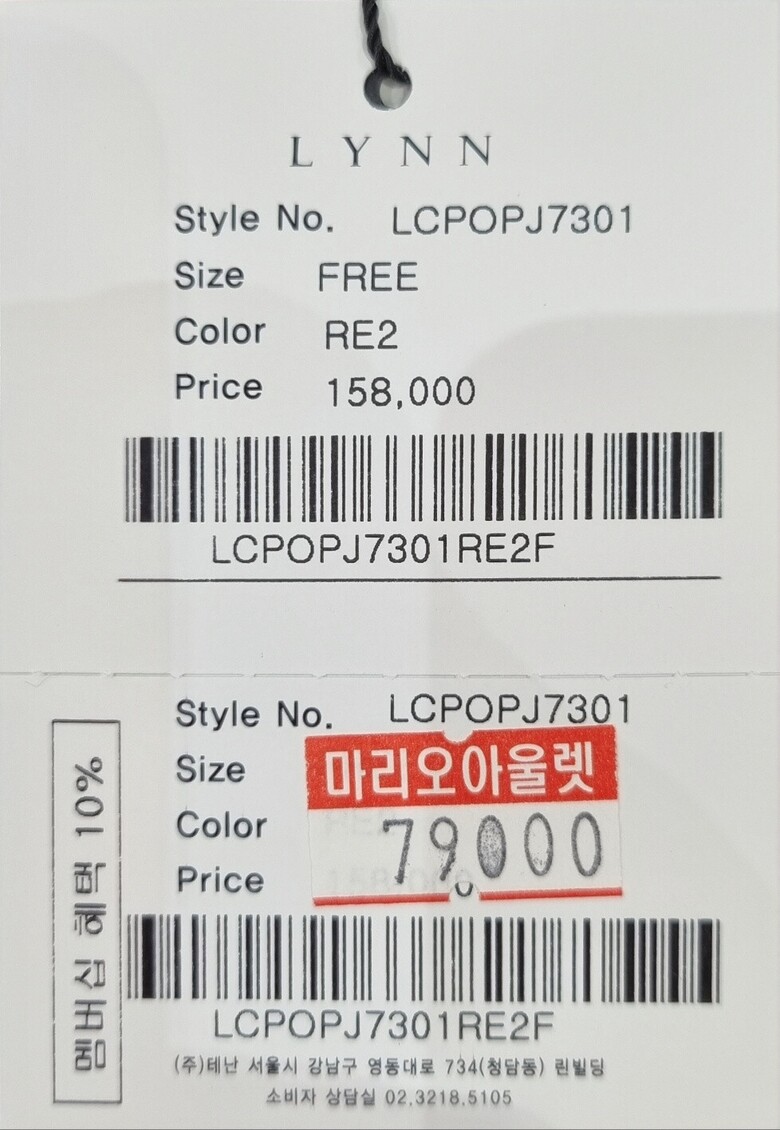 LYNN
Style No. LCPOPJ7301
Size FREE
Color RE2
Price 158,000
LCPOPJ7301RE2F
Style No. LCPOPJ7301
Size
마리오아울렛
Color
79000
Price
LCPOPJ7301RE2F
멤버십 혜택 10%
(주)테난 서울시 강남구 영동대로 734(청담동) 린빌딩
소비자 상담실 02.3218.5105